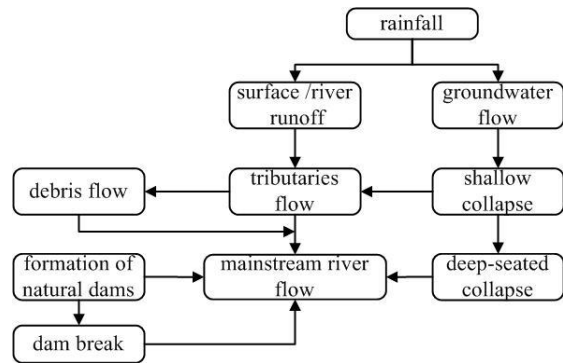 rainfall
surface /river
runoff
groundwater
flow
debris flow
tributaries
flow
shallow
collapse
formation of
natural dams
mainstream river
flow
deep-seated
collapse
dam break